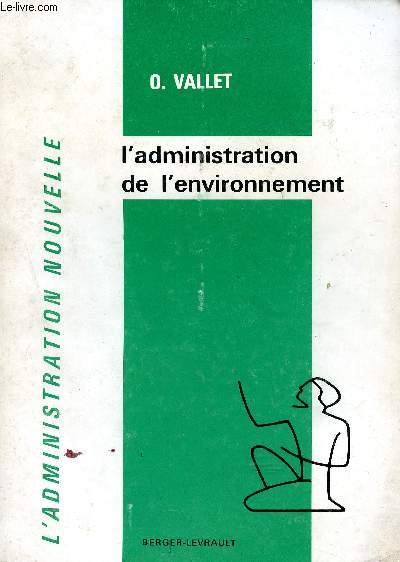 Le-livre.com
O. VALLET
l'administration
de l'environnement
L'ADMINISTRATION NOUVELLE
BERGER-LEVRAULT